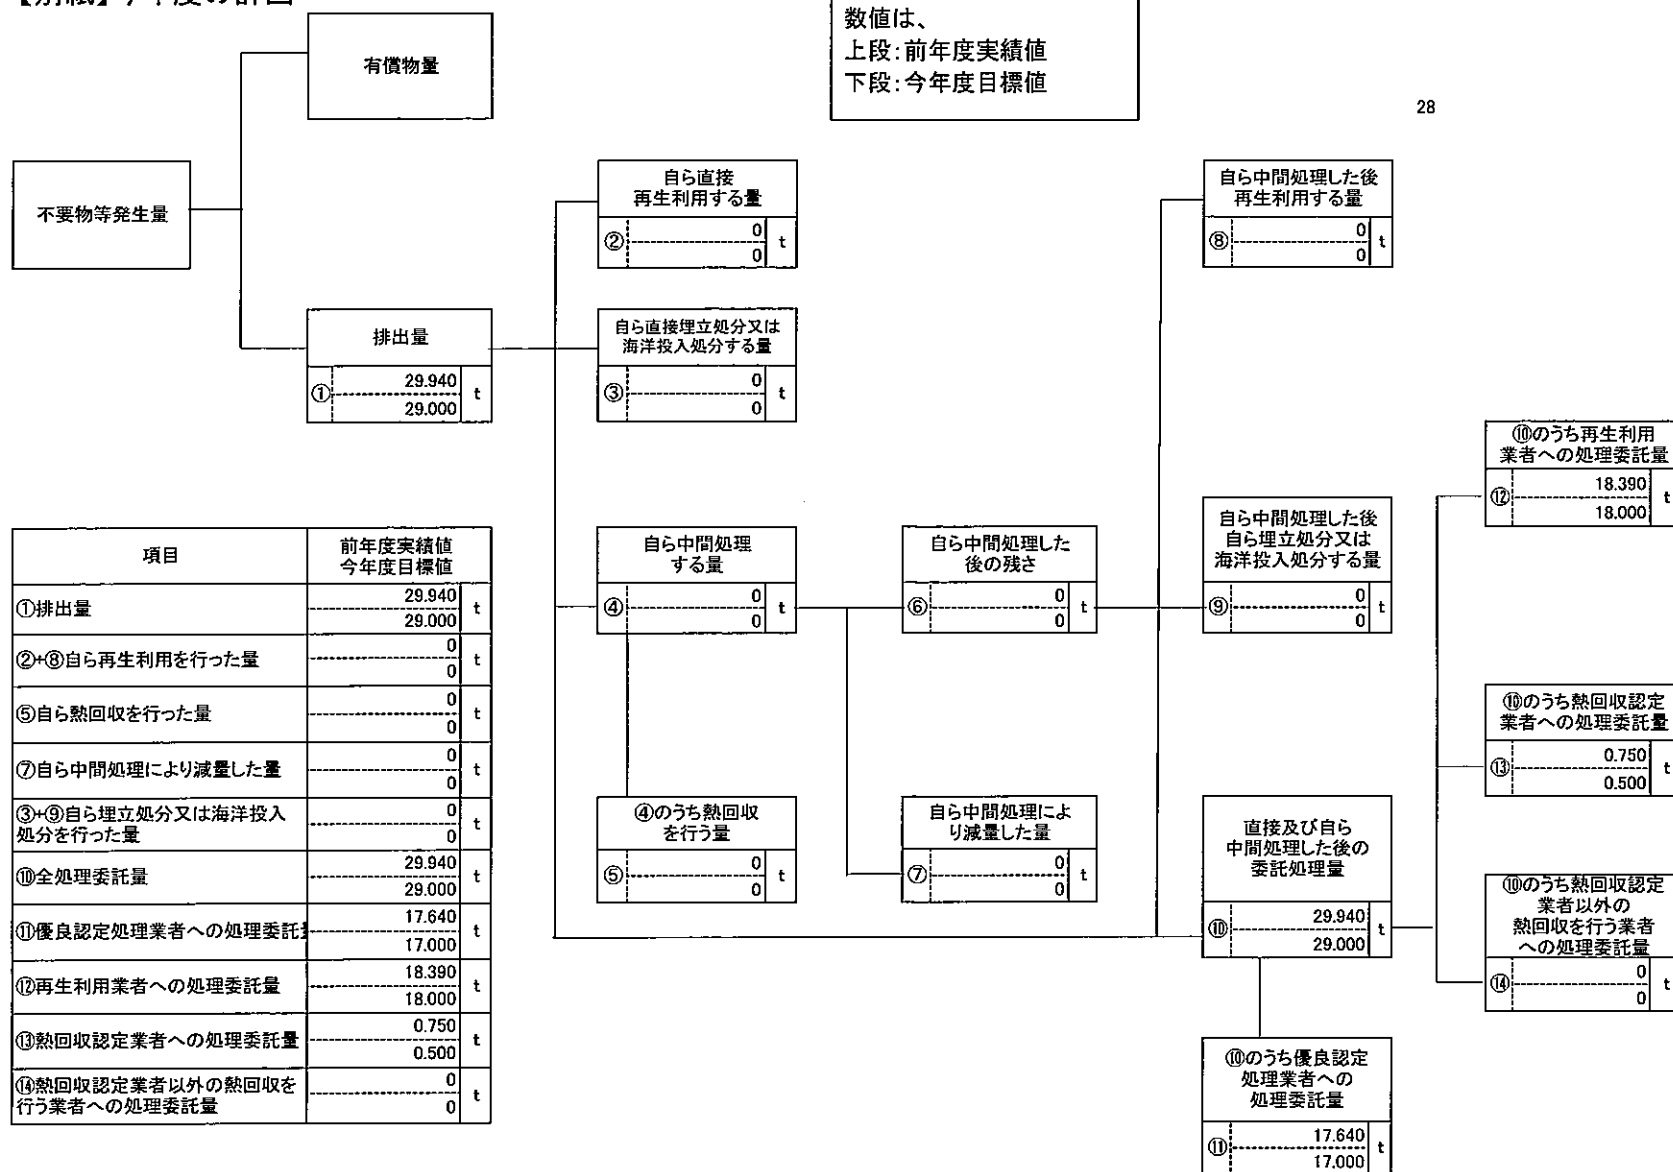 数値は、
上段:前年度実績値
下段:今年度目標値
28
有償物量
不要物等発生量
排出量
① 29.940 t
29.000
自ら直接
再生利用する量
② 0 t
0
自ら直接埋立処分又は
海洋投入処分する量
③ 0 t
0
自ら中間処理
する量
④ 0 t
0
④のうち熱回収
を行う量
⑤ 0 t
0
自ら中間処理した
後の残さ
⑥ 0 t
0
自ら中間処理によ
り減量した量
⑦ 0 t
0
自ら中間処理した後
再生利用する量
⑧ 0 t
0
自ら中間処理した後
自ら埋立処分又は
海洋投入処分する量
⑨ 0 t
0
直接及び自ら
中間処理した後の
委託処理量
⑩ 29.940 t
29.000
⑩のうち優良認定
処理業者への
処理委託量
⑪ 17.640 t
17.000
⑩のうち再生利用
業者への処理委託量
⑫ 18.390 t
18.000
⑩のうち熱回収認定
業者への処理委託量
⑬ 0.750 t
0.500
⑩のうち熱回収認定
業者以外の
熱回収を行う業者
への処理委託量
⑭ 0 t
0
項目 前年度実績値
今年度目標値
①排出量 29.940 t
29.000
②+⑧自ら再生利用を行った量 0 t
0
⑤自ら熱回収を行った量 0 t
0
⑦自ら中間処理により減量した量 0 t
0
③+⑨自ら埋立処分又は海洋投入
処分を行った量 0 t
0
⑩全処理委託量 29.940 t
29.000
⑪優良認定処理業者への処理委託 17.640 t
17.000
⑫再生利用業者への処理委託量 18.390 t
18.000
⑬熱回収認定業者への処理委託量 0.750 t
0.500
⑭熱回収認定業者以外の熱回収を
行う業者への処理委託量 0 t
0